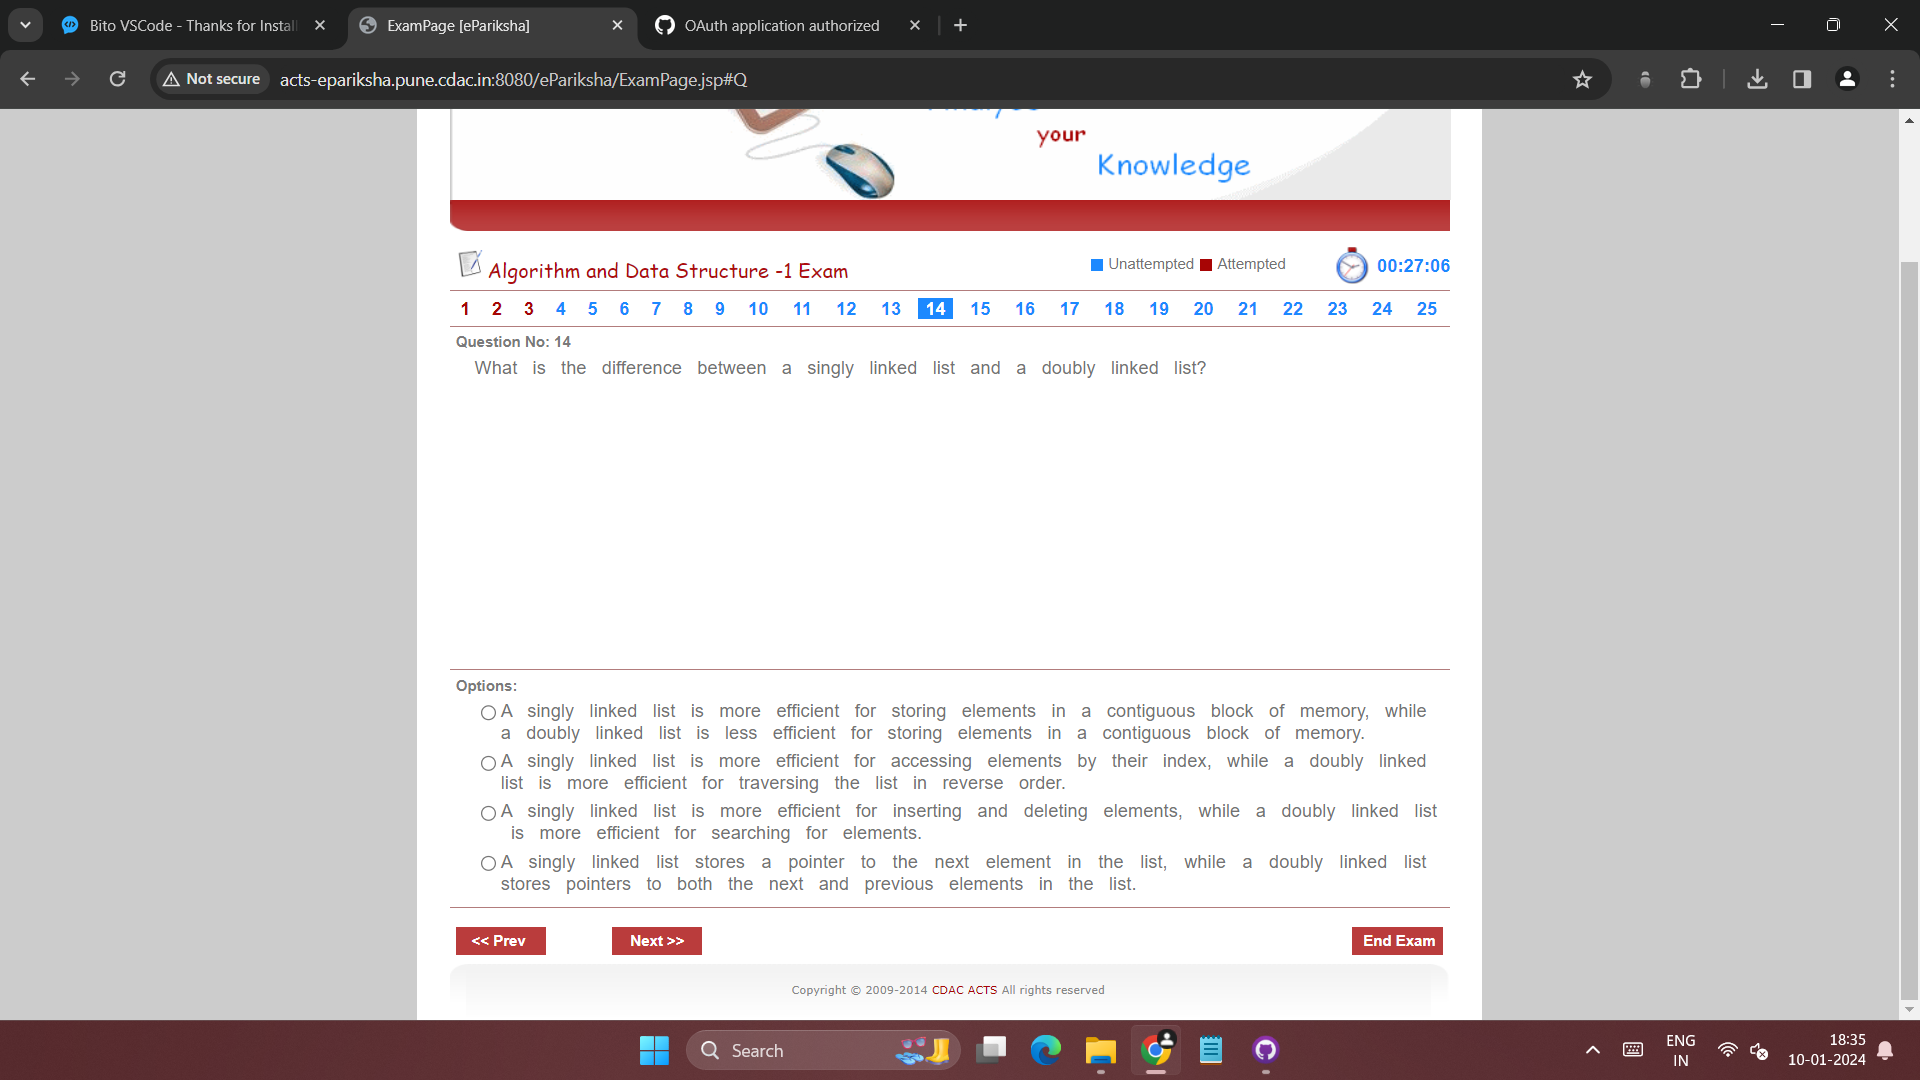 Bito VSCode - Thanks for Instal
ExamPage [ePariksha]
OAuth application authorized
Not secure
acts-epariksha.pune.cdac.in:8080/ePariksha/ExamPage.jsp#Q
your
Knowledge
Algorithm and Data Structure -1 Exam
Unattempted Attempted
00:27:06
1 2 3 4 5 6 7 8 9 10 11 12 13 14 15 16 17 18 19 20 21 22 23 24 25
Question No: 14
What is the difference between a singly linked list and a doubly linked list?
Options:
A singly linked list is more efficient for storing elements in a contiguous block of memory, while
a doubly linked list is less efficient for storing elements in a contiguous block of memory.
A singly linked list is more efficient for accessing elements by their index, while a doubly linked
list is more efficient for traversing the list in reverse order.
A singly linked list is more efficient for inserting and deleting elements, while a doubly linked list
is more efficient for searching for elements.
A singly linked list stores a pointer to the next element in the list, while a doubly linked list
stores pointers to both the next and previous elements in the list.
<< Prev
Next >>
End Exam
Copyright © 2009-2014 CDAC ACTS All rights reserved
Search
ENG
IN
18:35
10-01-2024